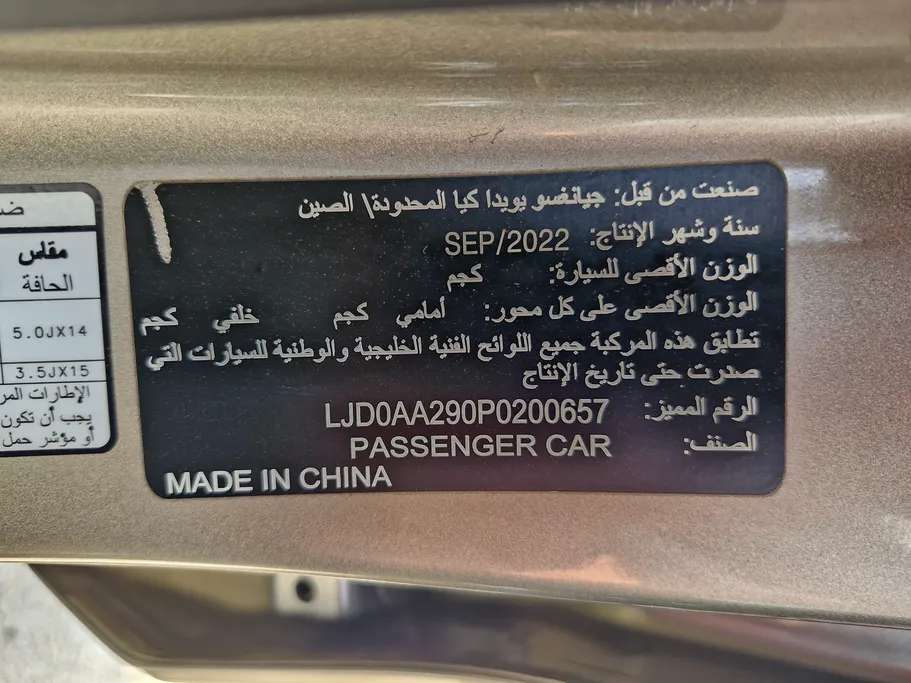 صنعت من قبل: جيانغسو يويدا كيا المحدودة\ الصين
سنة وشهر الإنتاج: SEP/2022
الوزن الأقصى للسيارة: كجم
الوزن الأقصى على كل محور: أمامي كجم خلفي كجم
تطابق هذه المركبة جميع اللوائح الفنية الخليجية والوطنية للسيارات التي
صدرت حتى تاريخ الإنتاج
الرقم المميز: LJD0AA290P0200657
الصنف: PASSENGER CAR
MADE IN CHINA
مقاس
الحافة
5.0JX14
3.5JX15
الإطارات
يجب أن تكون
أو مؤشر حمل